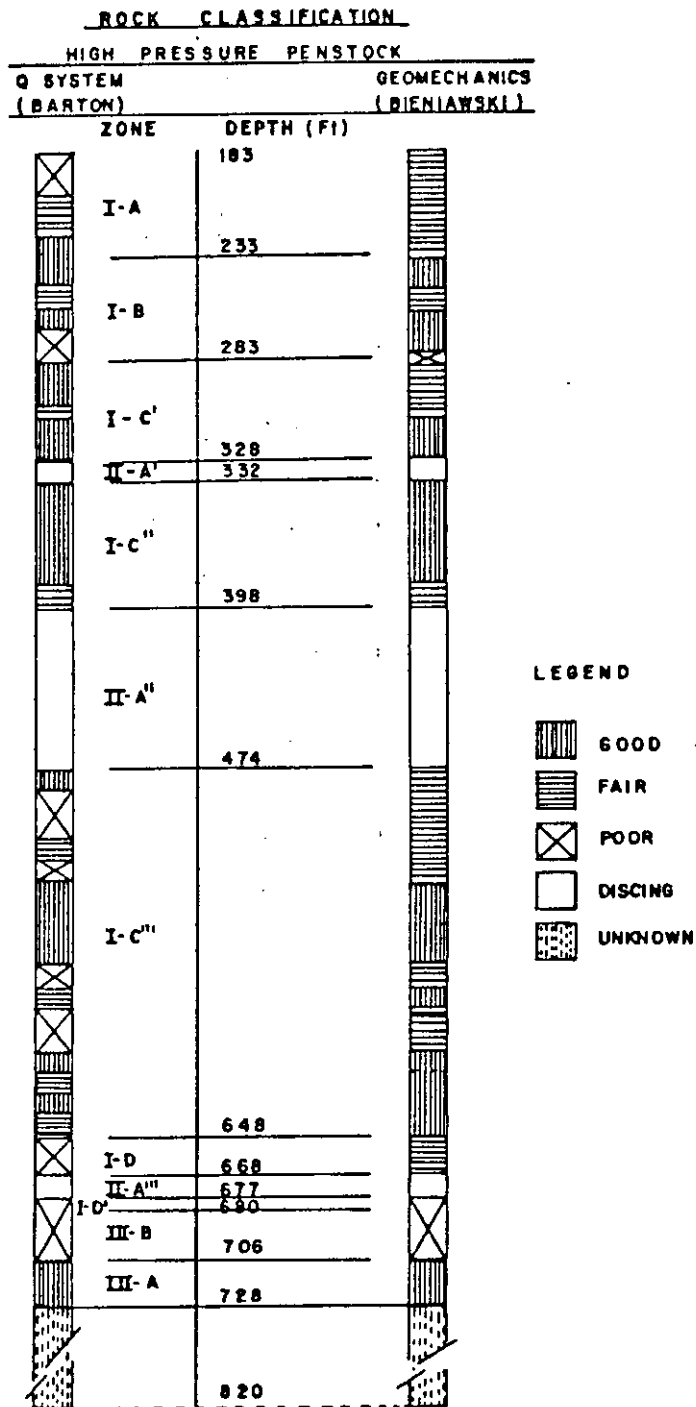 ROCK CLASSIFICATION
HIGH PRESSURE PENSTOCK
Q SYSTEM GEOMECHANICS
(BARTON) (BIENIAWSKI)
ZONE DEPTH (Ft)
183
I-A
233
I-B
283
I-C'
328
II-A' 332
I-C"
398
II-A"
474
I-C"'
648
I-D
668
II-A"' 677
I-D' 680
III-B
706
III-A
728
820
LEGEND
GOOD
FAIR
POOR
DISCING
UNKNOWN